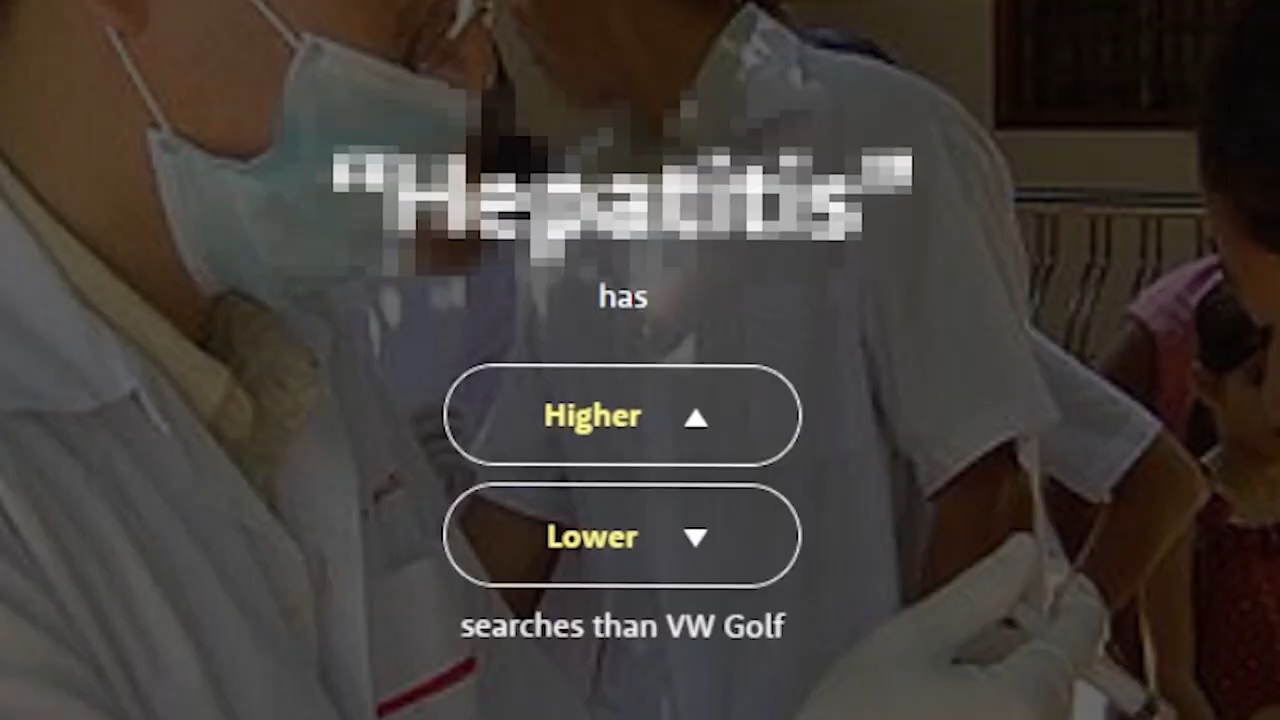 "Hepatitis"
has
Higher ▲
Lower ▼
searches than VW Golf